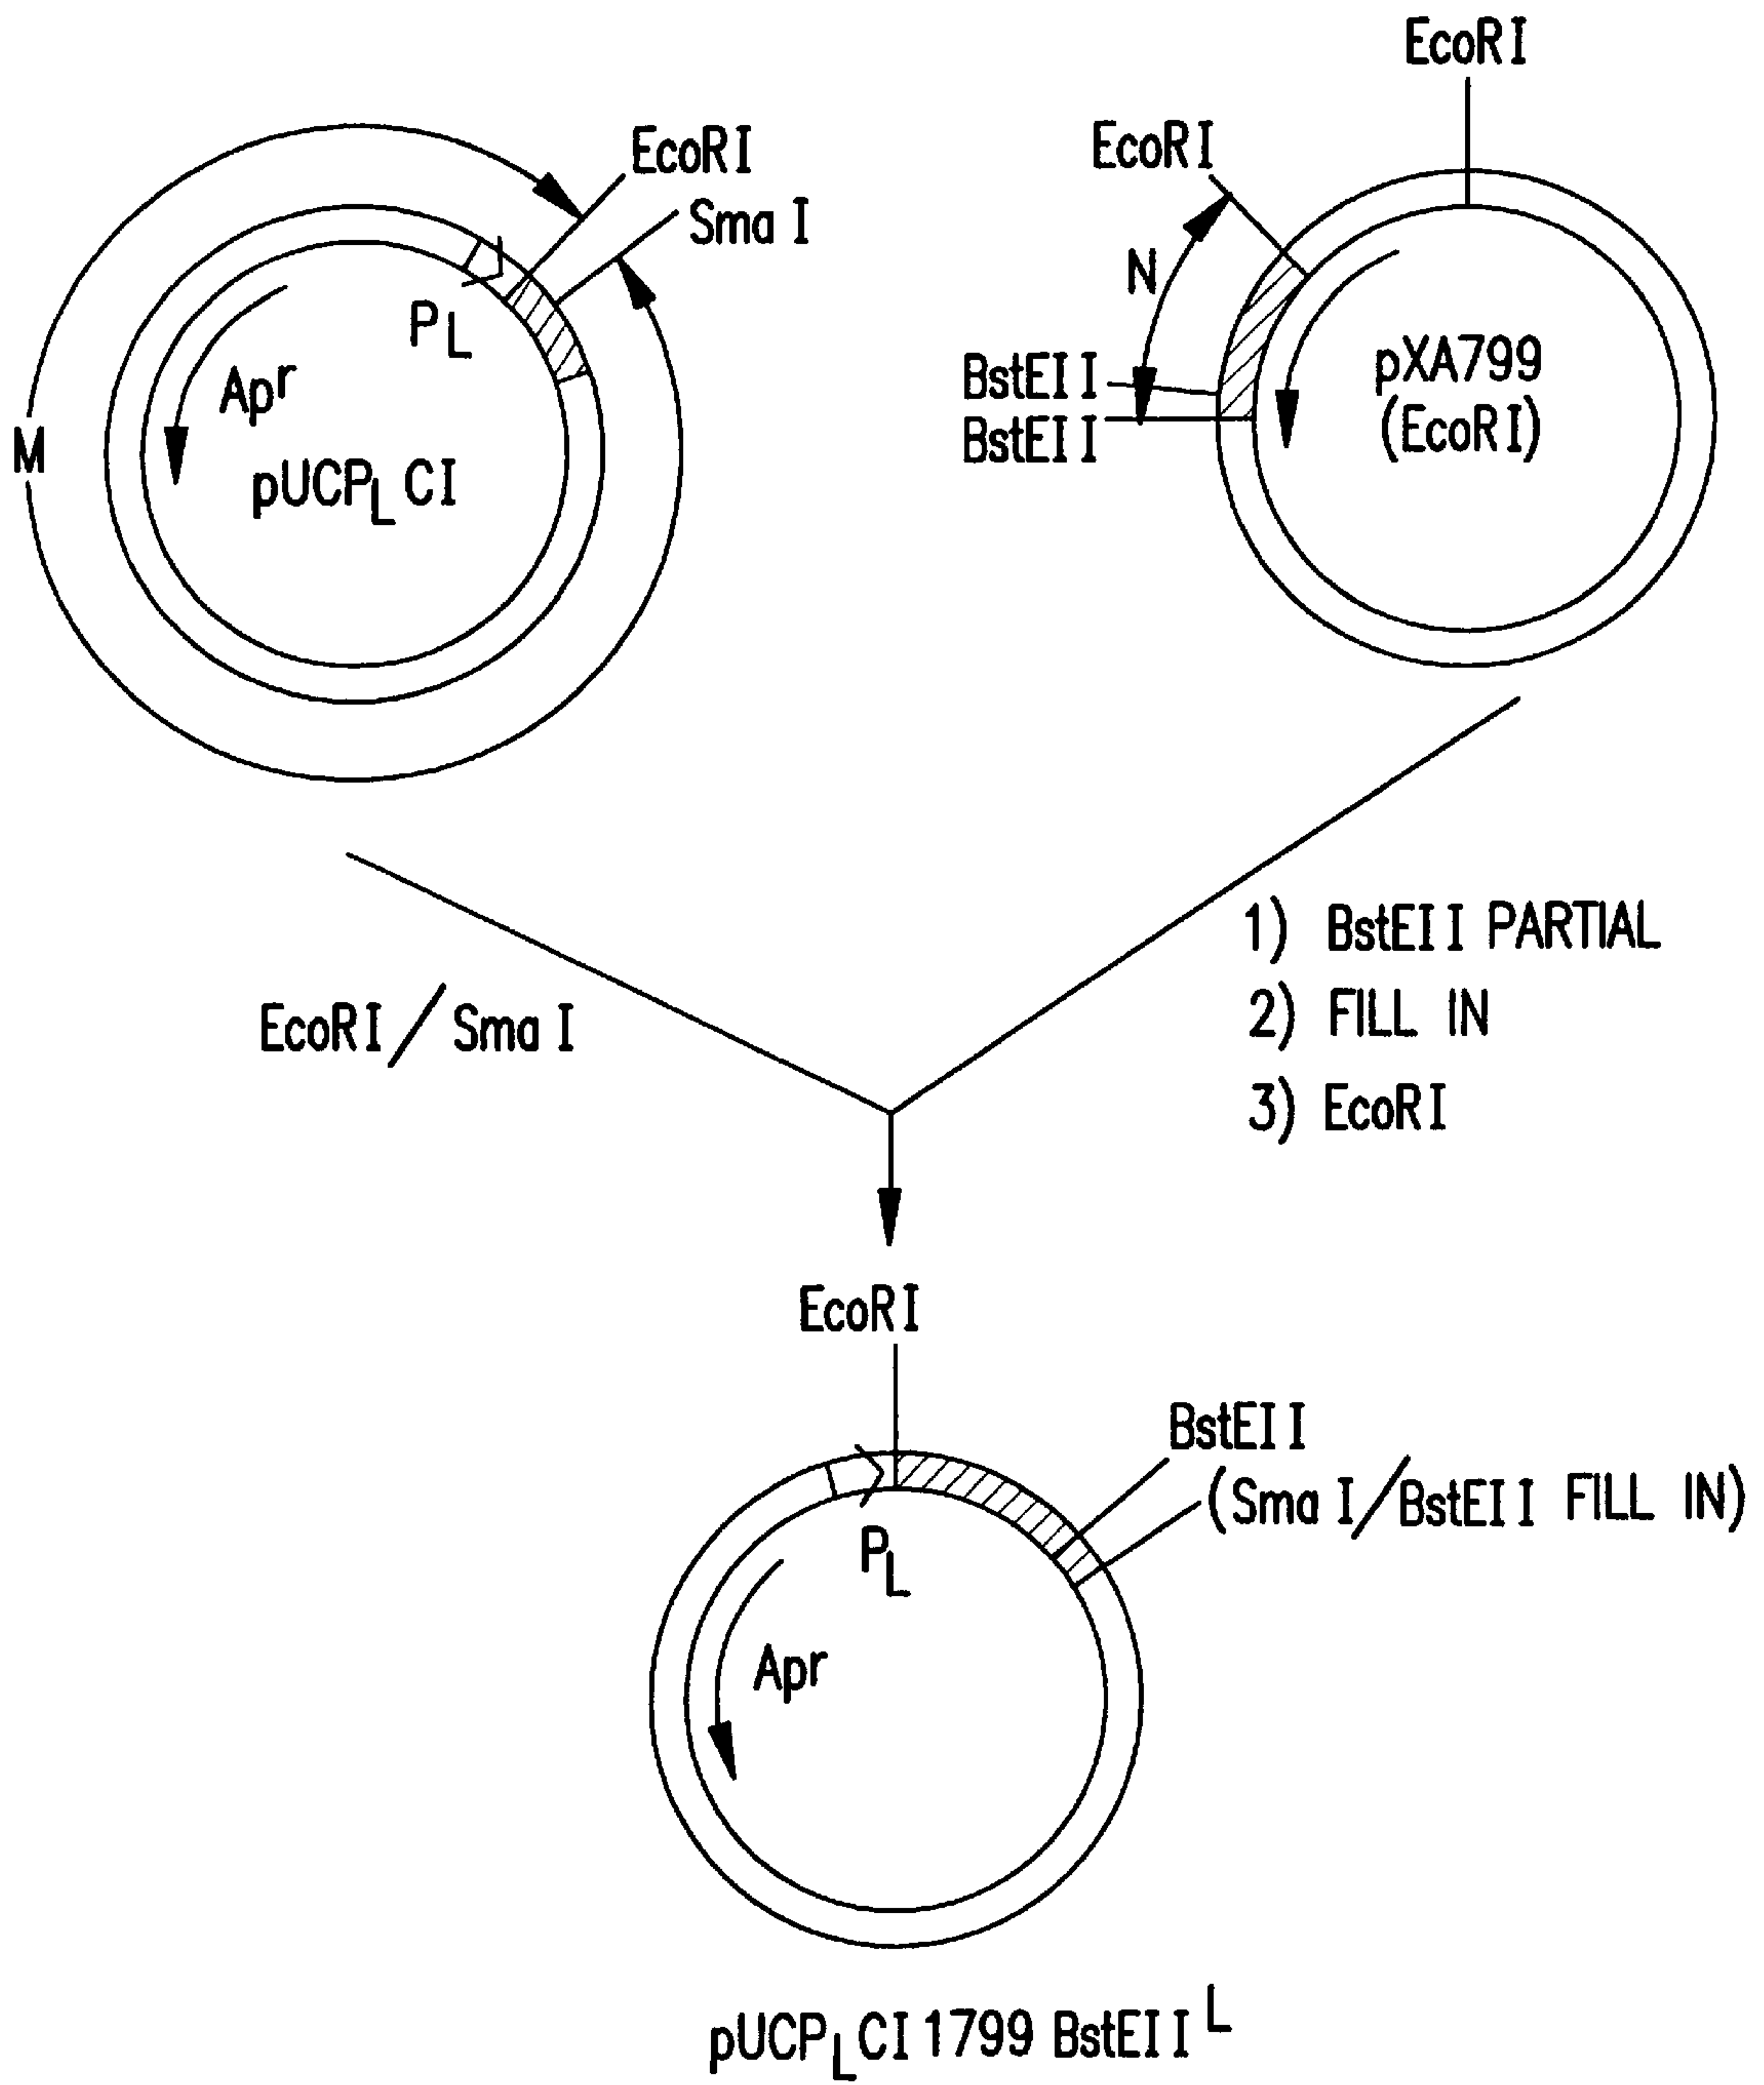 EcoRI
Sma I
PL
Apr
M
pUCPLCI
EcoRI
EcoRI
N
BstEII
BstEII
pXA799
(EcoRI)
EcoRI/Sma I
1) BstEII PARTIAL
2) FILL IN
3) EcoRI
EcoRI
BstEII
(Sma I/BstEII FILL IN)
PL
Apr
pUCPLCI 1799 BstEII L